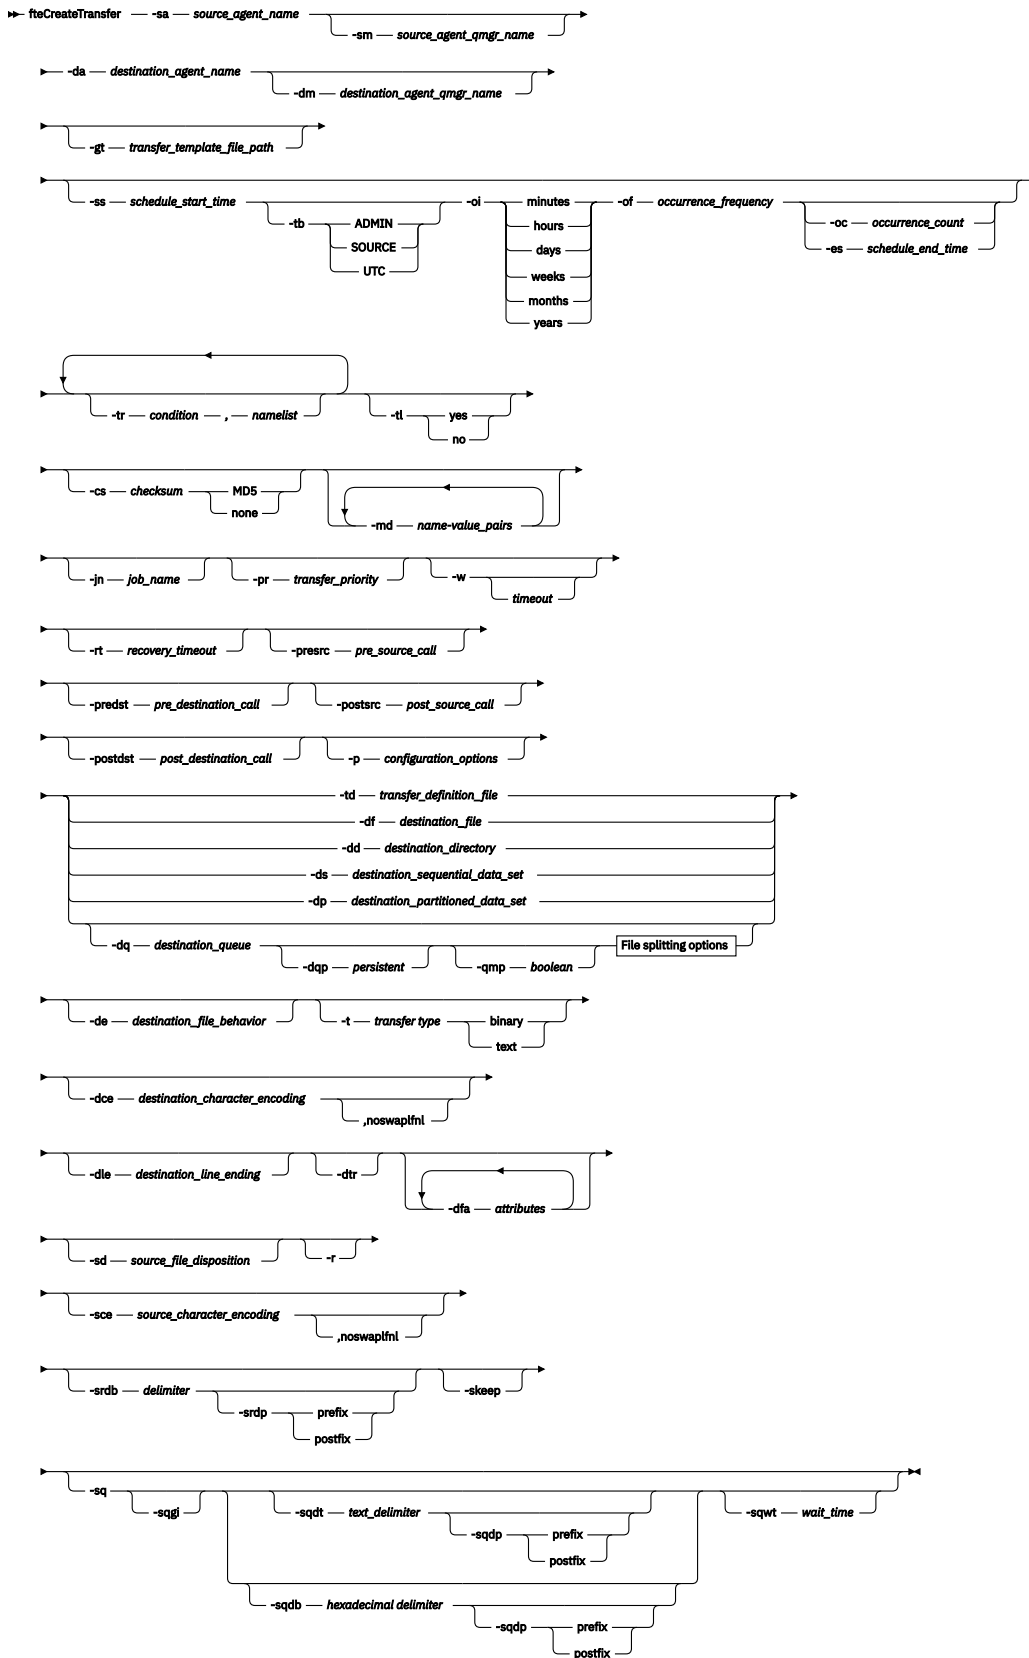 fteCreateTransfer -sa source_agent_name
-sm source_agent_qmgr_name
-da destination_agent_name
-dm destination_agent_qmgr_name
-gt transfer_template_file_path
-ss schedule_start_time -oi minutes -of occurrence_frequency
-tb ADMIN hours -oc occurrence_count
SOURCE days -es schedule_end_time
UTC weeks
months
years
-tr condition , namelist -tl yes
no
-cs checksum MD5
none
-md name-value_pairs
-jn job_name -pr transfer_priority -w
timeout
-rt recovery_timeout -presrc pre_source_call
-predst pre_destination_call -postsrc post_source_call
-postdst post_destination_call -p configuration_options
-td transfer_definition_file
-df destination_file
-dd destination_directory
-ds destination_sequential_data_set
-dp destination_partitioned_data_set
-dq destination_queue File splitting options
-dqp persistent -qmp boolean
-de destination_file_behavior -t transfer type binary
text
-dce destination_character_encoding
,noswaplfnl
-dle destination_line_ending -dtr
-dfa attributes
-sd source_file_disposition -r
-sce source_character_encoding
,noswaplfnl
-srdb delimiter -skeep
-srdp prefix
postfix
-sq
-sqgi -sqdt text_delimiter -sqwt wait_time
-sqdp prefix
postfix
-sqdb hexadecimal delimiter
-sqdp prefix
postfix